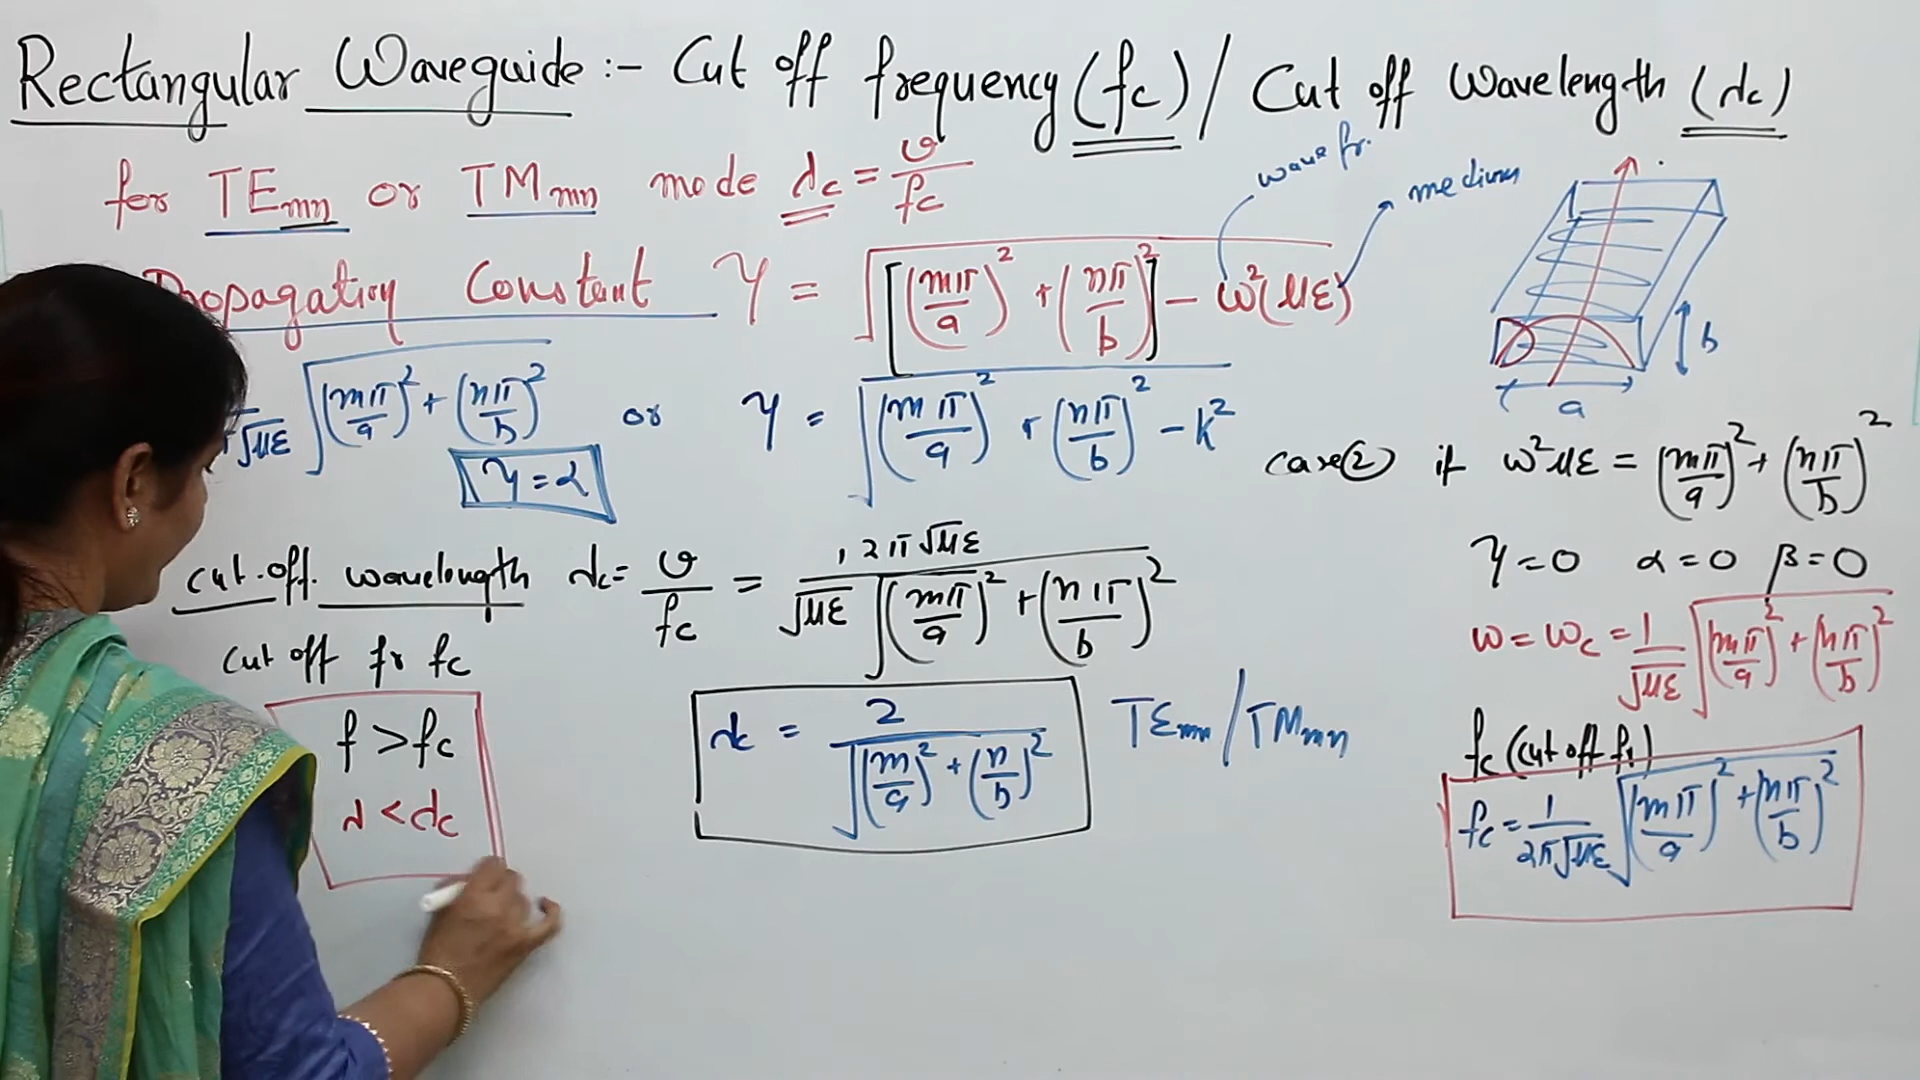 Rectangular Waveguide :- Cut off frequency (fc) / Cut off Wavelength (λc)
for TEmn or TMmn mode λc = υ/fc
wave fr.
medium
Propagation Constant γ = √([(mπ/a)² + (nπ/b)²] - ω²(με))
b
a
√με √((mπ/a)² + (nπ/b)²) or γ = √((mπ/a)² + (nπ/b)² - k²)
γ = α
case(2) if ω²με = (mπ/a)² + (nπ/b)²
γ = 0 α = 0 β = 0
cut.off. wavelength λc = υ/fc = 1 2π√με / √με √((mπ/a)² + (nπ/b)²)
ω = ωc = 1/√με √((mπ/a)² + (nπ/b)²)
cut off fr fc
f > fc
λ < λc
λc = 2 / √((m/a)² + (n/b)²) TEmn/TMmn
fc (cut off fr)
fc = 1/2π√με √((mπ/a)² + (nπ/b)²)